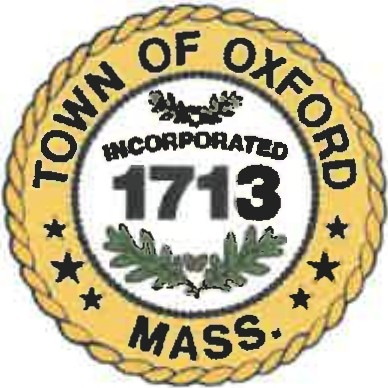 TOWN OF OXFORD
INCORPORATED
1713
MASS.